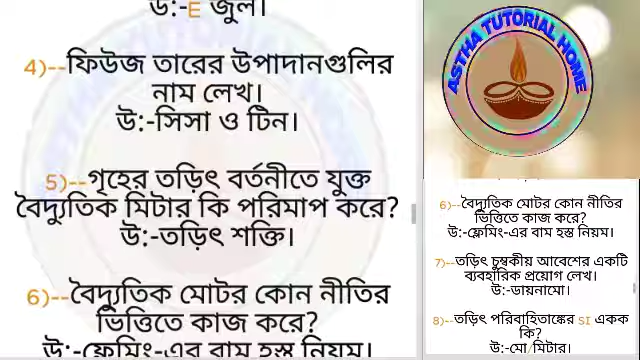 উ:-E জুল।
4)--ফিউজ তারের উপাদানগুলির
নাম লেখ।
উ:-সিসা ও টিন।
5)--গৃহের তড়িৎ বর্তনীতে যুক্ত
বৈদ্যুতিক মিটার কি পরিমাপ করে?
উ:-তড়িৎ শক্তি।
6)--বৈদ্যুতিক মোটর কোন নীতির
ভিত্তিতে কাজ করে?
উ:-ফ্লেমিং-এর বাম হস্ত নিয়ম।
ASTHA TUTORIAL HOME
6)--বৈদ্যুতিক মোটর কোন নীতির
ভিত্তিতে কাজ করে?
উ:-ফ্লেমিং-এর বাম হস্ত নিয়ম।
7)--তড়িৎ চুম্বকীয় আবেশের একটি
ব্যবহারিক প্রয়োগ লেখ।
উ:-ডায়নামো।
8)--তড়িৎ পরিবাহিতাঙ্কের SI একক
কি?
উ:-মো/মিটার।